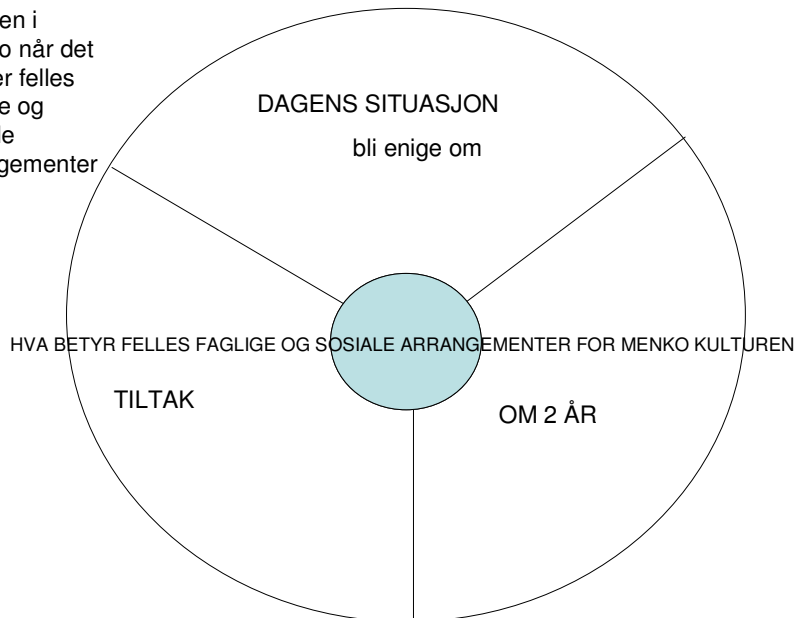 en i
o når det
er felles
e og
le
gementer
DAGENS SITUASJON
bli enige om
HVA BETYR FELLES FAGLIGE OG SOSIALE ARRANGEMENTER FOR MENKO KULTUREN
TILTAK
OM 2 ÅR